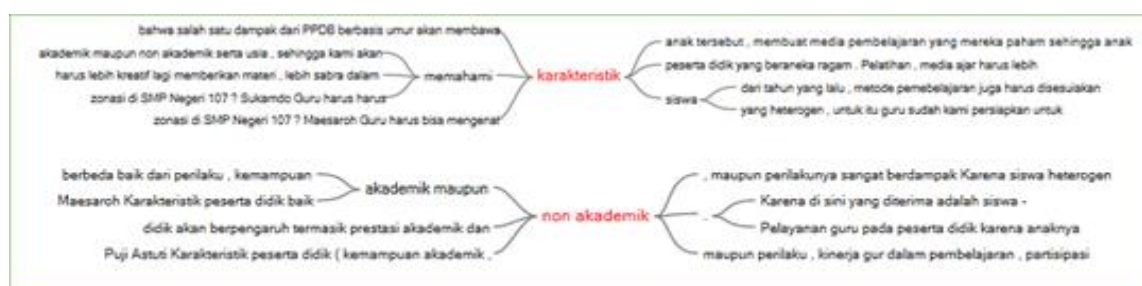 bahwa salah satu dampak dari PPDB berbasis umur akan membawa
akademik maupun non akademik serta usia , sehingga kami akan
harus lebih kreatif lagi memberikan materi , lebih sabra dalam
zonasi di SMP Negeri 107 ? Sukamdo Guru harus harus
memahami
zonasi di SMP Negeri 107 ? Maesaroh Guru harus bisa mengenat
karakteristik
anak tersebut , membuat media pembelajaran yang mereka paham sehingga anak
peserta didik yang beraneka ragam . Pelatihan , media ajar harus lebih
siswa
dari tahun yang lalu , metode pemebelajaran juga harus disesuaikan
yang heterogen , untuk itu guru sudah kami persiapkan untuk
berbeda baik dari perilaku , kemampuan
Maesaroh Karakteristik peserta didik baik
akademik maupun
didik akan berpengaruh termasik prestasi akademik dan
Puji Astuti Karakteristik peserta didik ( kemampuan akademik ,
non akademik
, maupun perilakunya sangat berdampak Karena siswa heterogen
.
Karena di sini yang diterima adalah siswa -
Pelayanan guru pada peserta didik karena anaknya
maupun perilaku , kinerja gur dalam pembelajaran , partisipasi